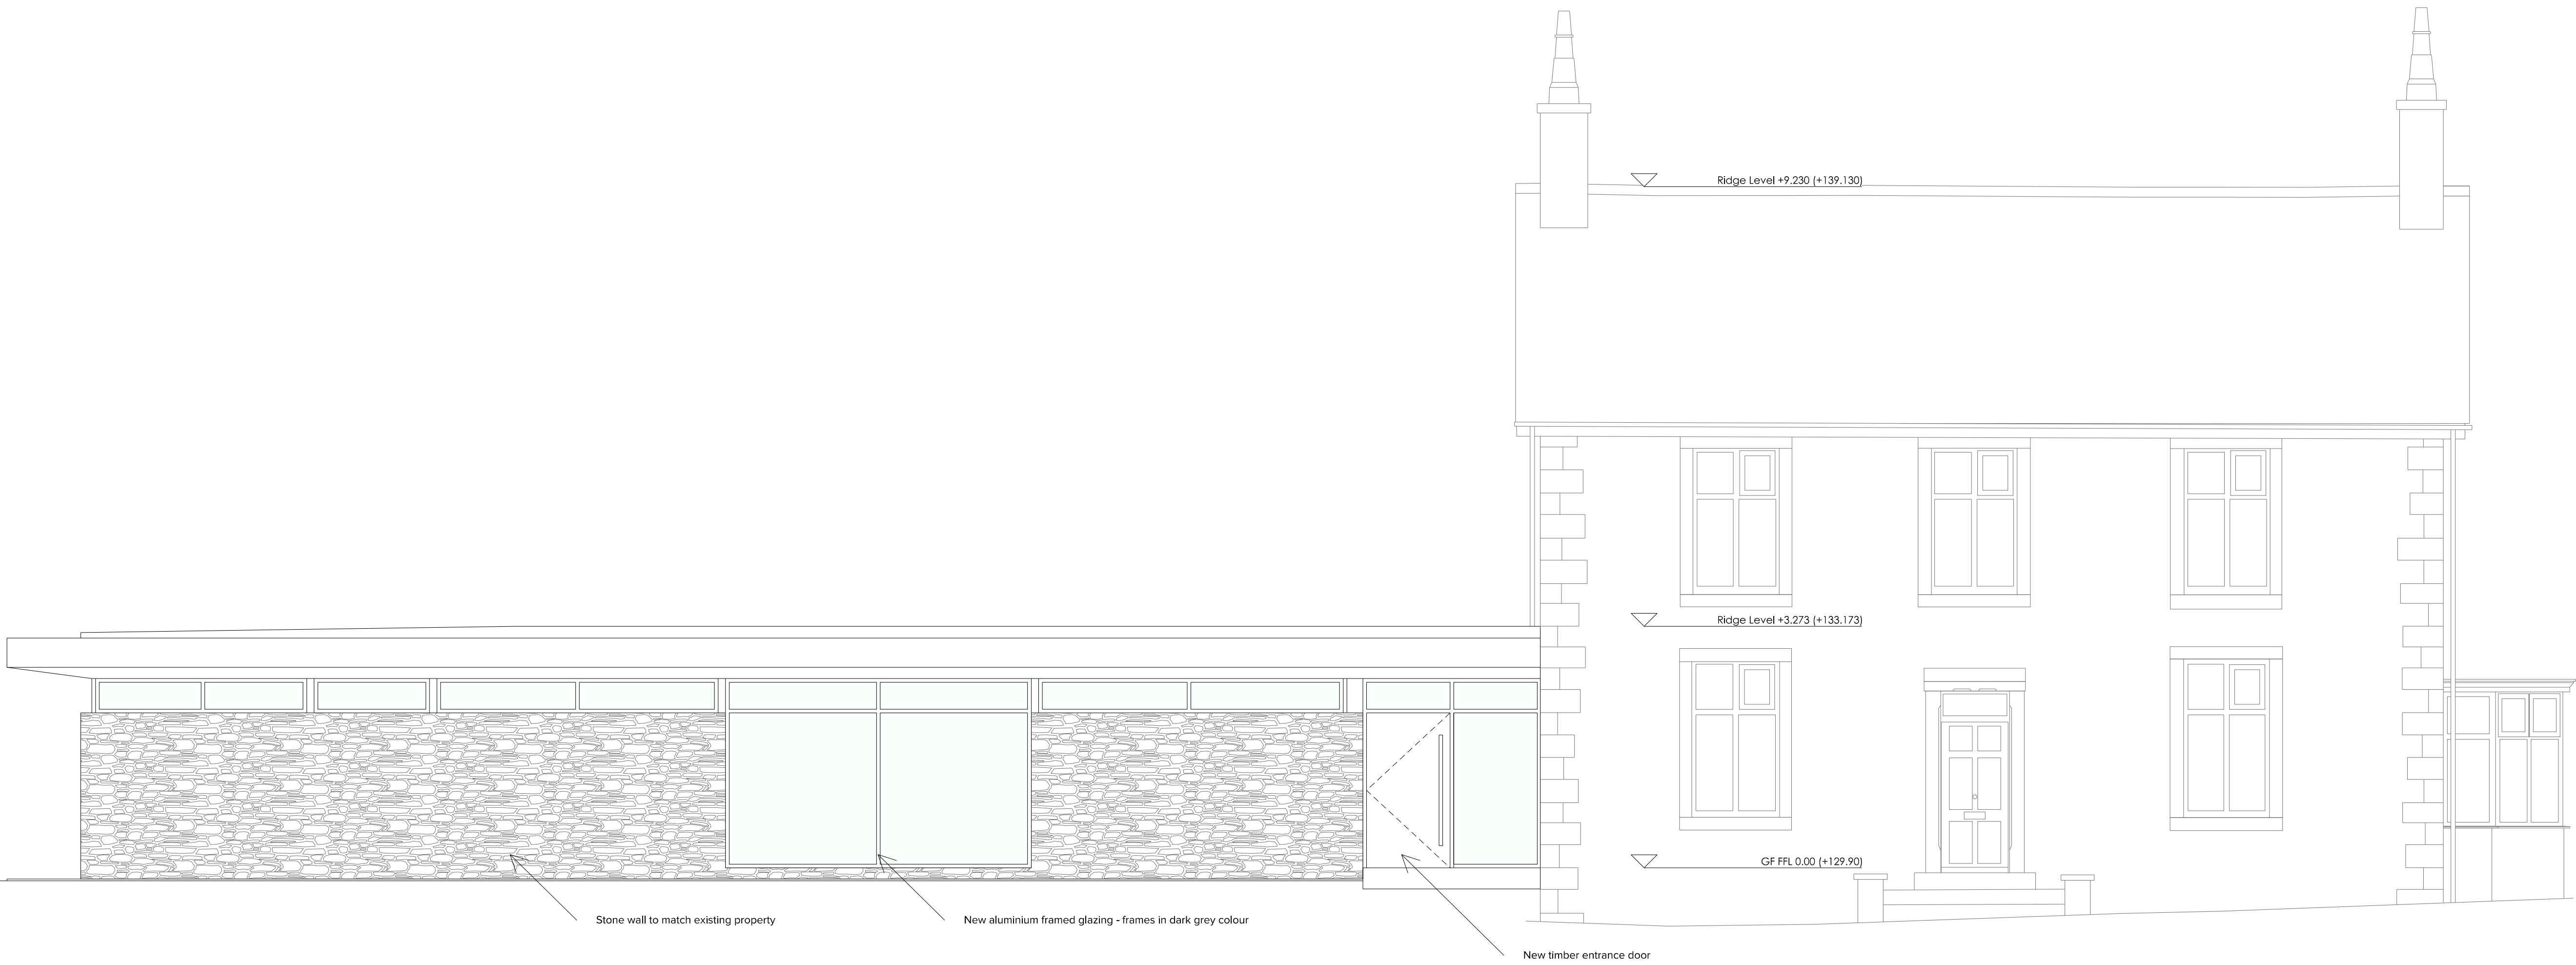 Ridge Level +9.230 (+139.130)
Ridge Level +3.273 (+133.173)
GF FFL 0.00 (+129.90)
Stone wall to match existing property
New aluminium framed glazing - frames in dark grey colour
New timber entrance door